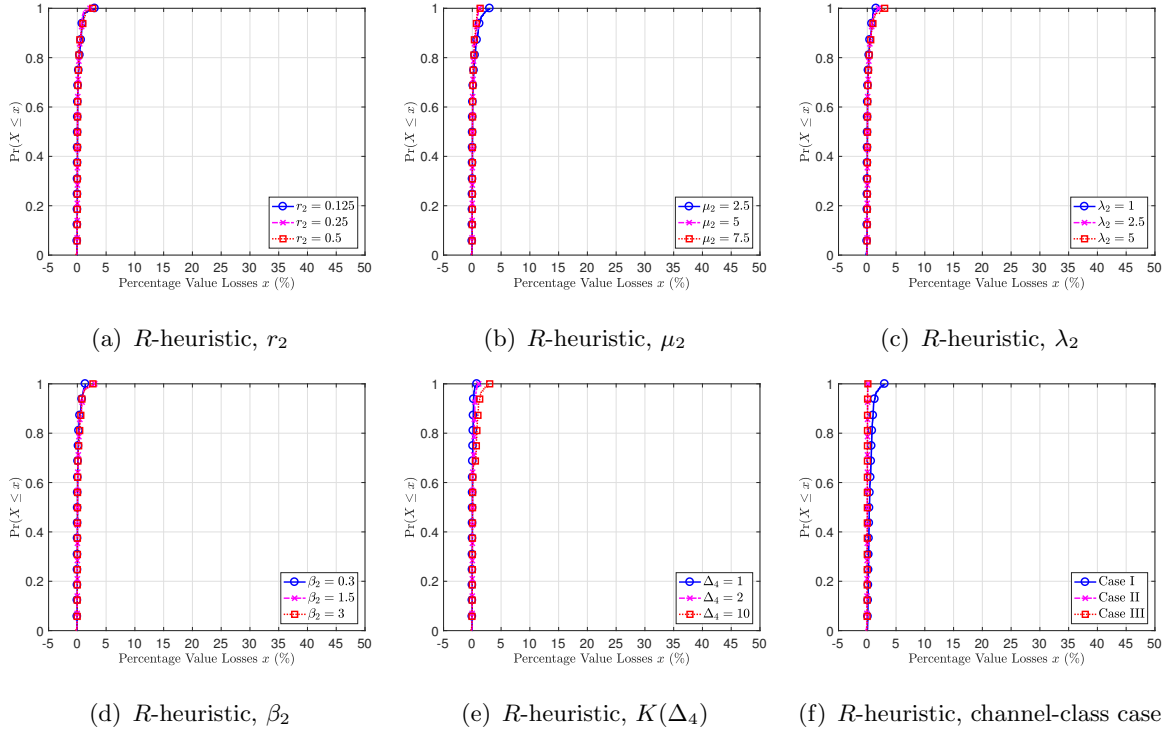 1
0.8
0.6
0.4
0.2
0
Pr(X ≤ x)
r₂ = 0.125
r₂ = 0.25
r₂ = 0.5
-5 0 5 10 15 20 25 30 35 40 45 50
Percentage Value Losses x (%)
(a) R-heuristic, r₂
1
0.8
0.6
0.4
0.2
0
Pr(X ≤ x)
μ₂ = 2.5
μ₂ = 5
μ₂ = 7.5
-5 0 5 10 15 20 25 30 35 40 45 50
Percentage Value Losses x (%)
(b) R-heuristic, μ₂
1
0.8
0.6
0.4
0.2
0
Pr(X ≤ x)
λ₂ = 1
λ₂ = 2.5
λ₂ = 5
-5 0 5 10 15 20 25 30 35 40 45 50
Percentage Value Losses x (%)
(c) R-heuristic, λ₂
1
0.8
0.6
0.4
0.2
0
Pr(X ≤ x)
β₂ = 0.3
β₂ = 1.5
β₂ = 3
-5 0 5 10 15 20 25 30 35 40 45 50
Percentage Value Losses x (%)
(d) R-heuristic, β₂
1
0.8
0.6
0.4
0.2
0
Pr(X ≤ x)
Δ₄ = 1
Δ₄ = 2
Δ₄ = 10
-5 0 5 10 15 20 25 30 35 40 45 50
Percentage Value Losses x (%)
(e) R-heuristic, K(Δ₄)
1
0.8
0.6
0.4
0.2
0
Pr(X ≤ x)
Case I
Case II
Case III
-5 0 5 10 15 20 25 30 35 40 45 50
Percentage Value Losses x (%)
(f) R-heuristic, channel-class case